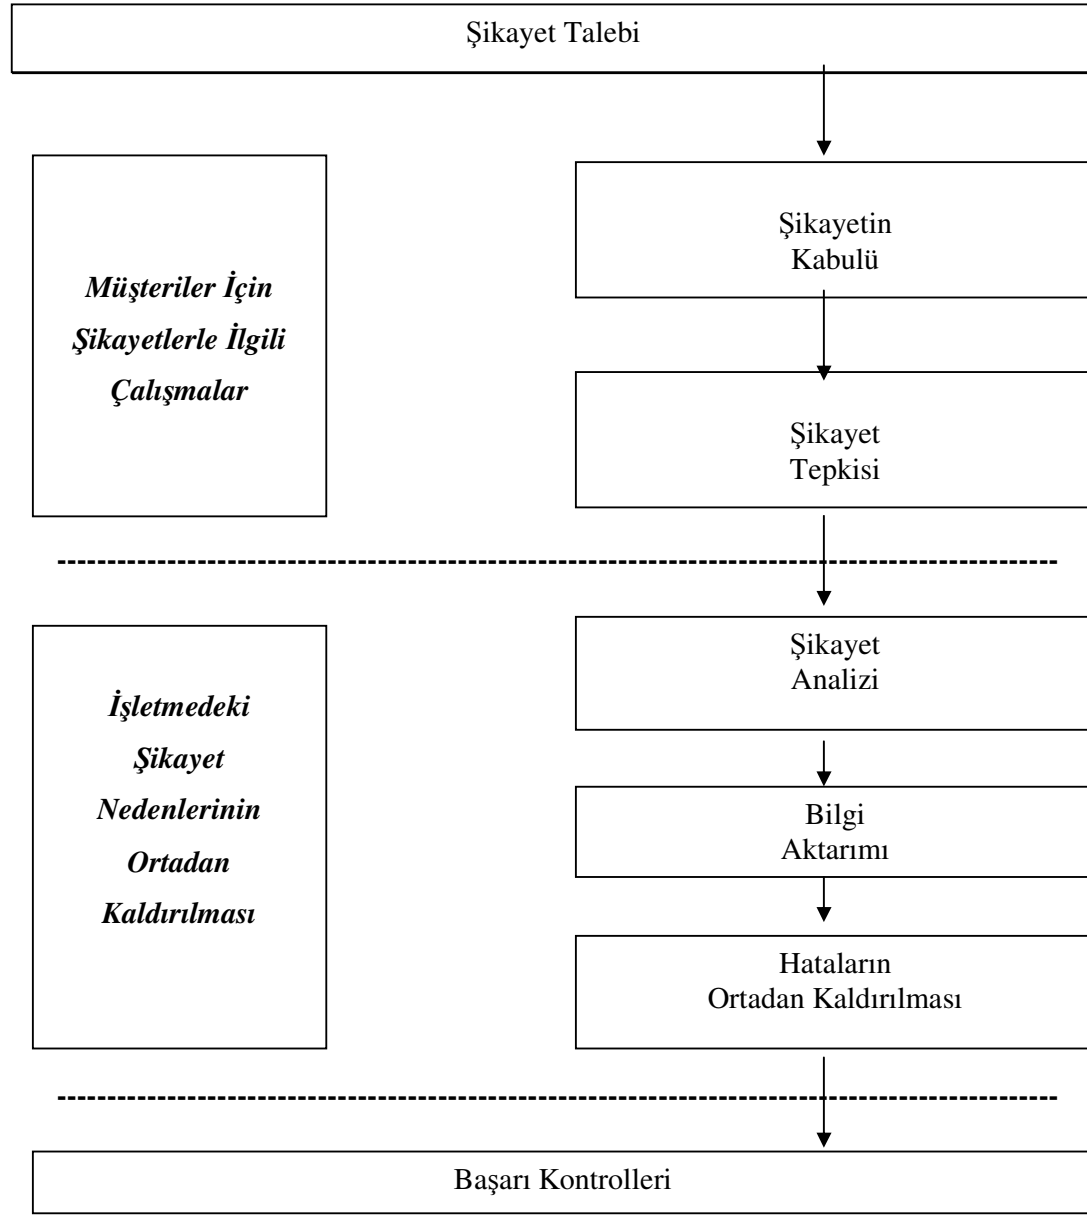 Şikayet Talebi
Müşteriler İçin
Şikayetlerle İlgili
Çalışmalar
Şikayetin
Kabulü
Şikayet
Tepkisi
İşletmedeki
Şikayet
Nedenlerinin
Ortadan
Kaldırılması
Şikayet
Analizi
Bilgi
Aktarımı
Hataların
Ortadan Kaldırılması
Başarı Kontrolleri